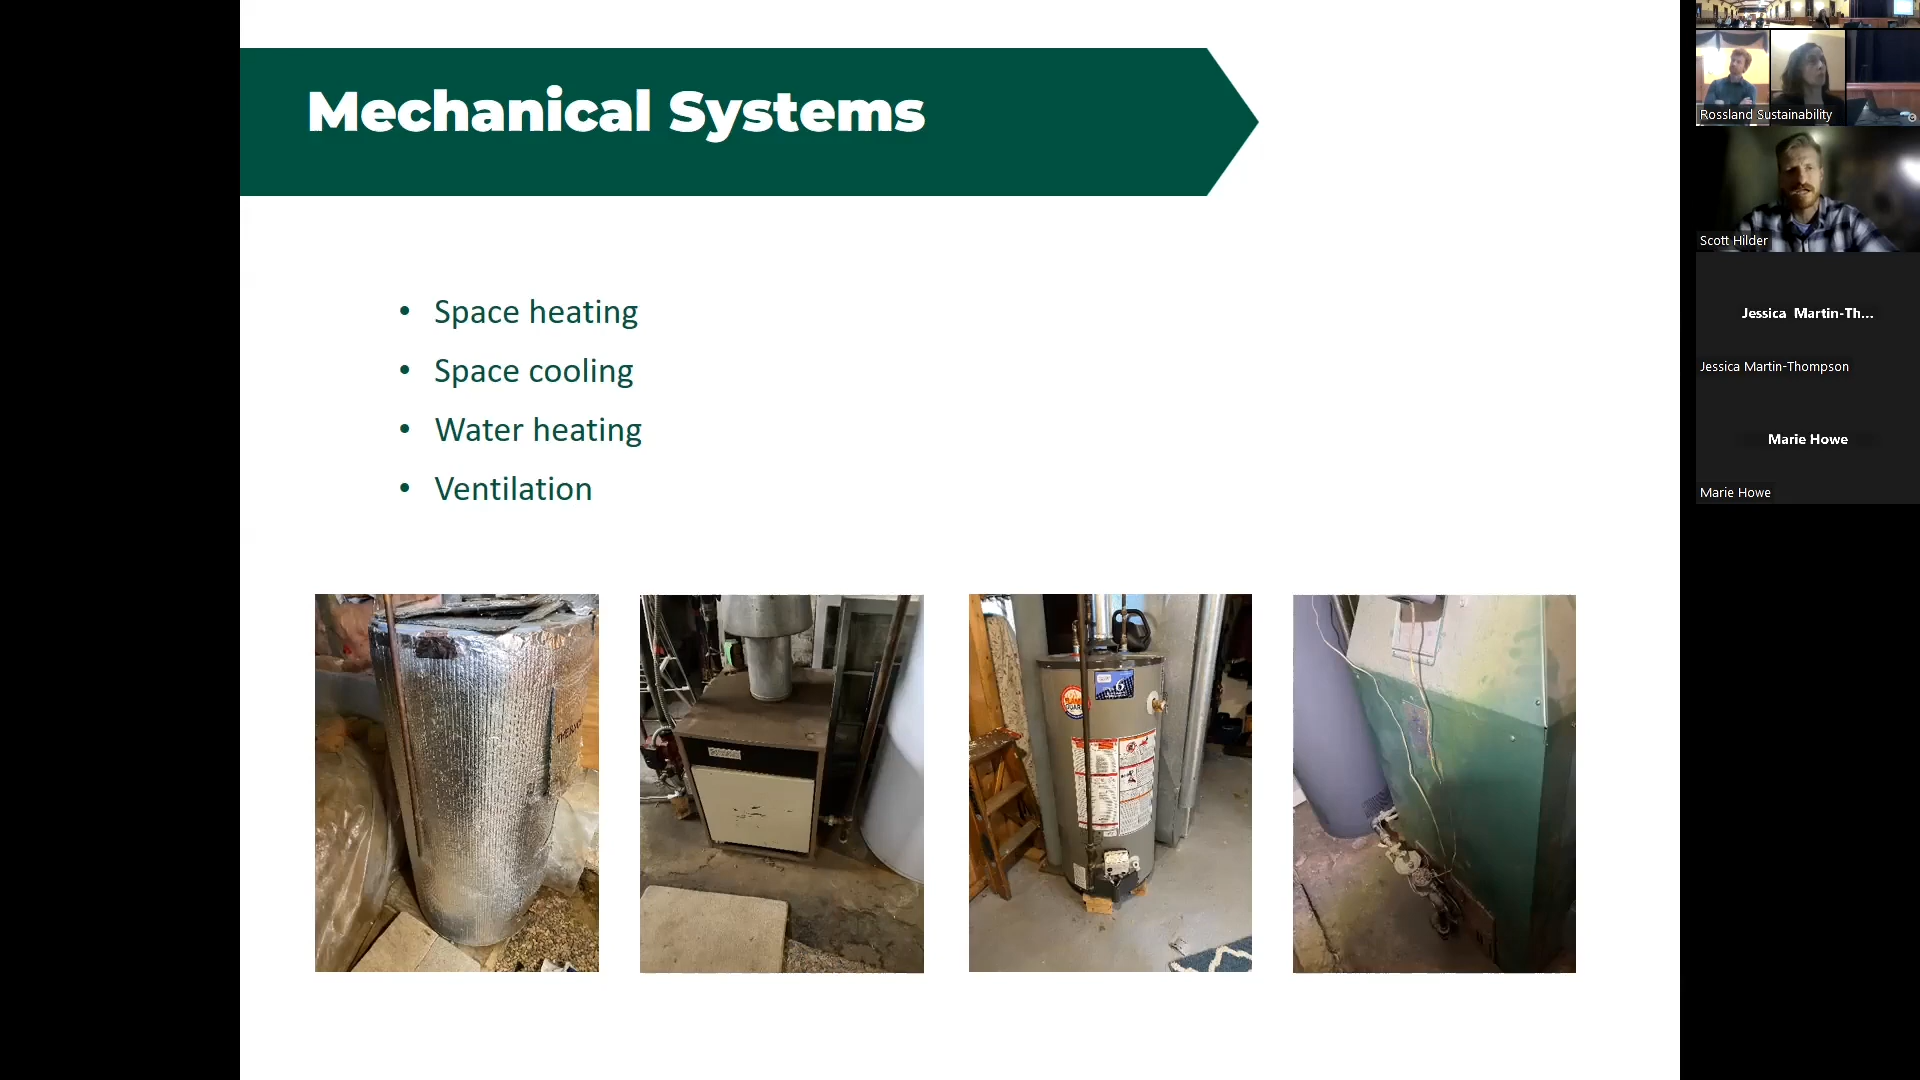 Mechanical Systems
• Space heating
• Space cooling
• Water heating
• Ventilation
Rossland Sustainability
Scott Hilder
Jessica Martin-Th...
Jessica Martin-Thompson
Marie Howe
Marie Howe